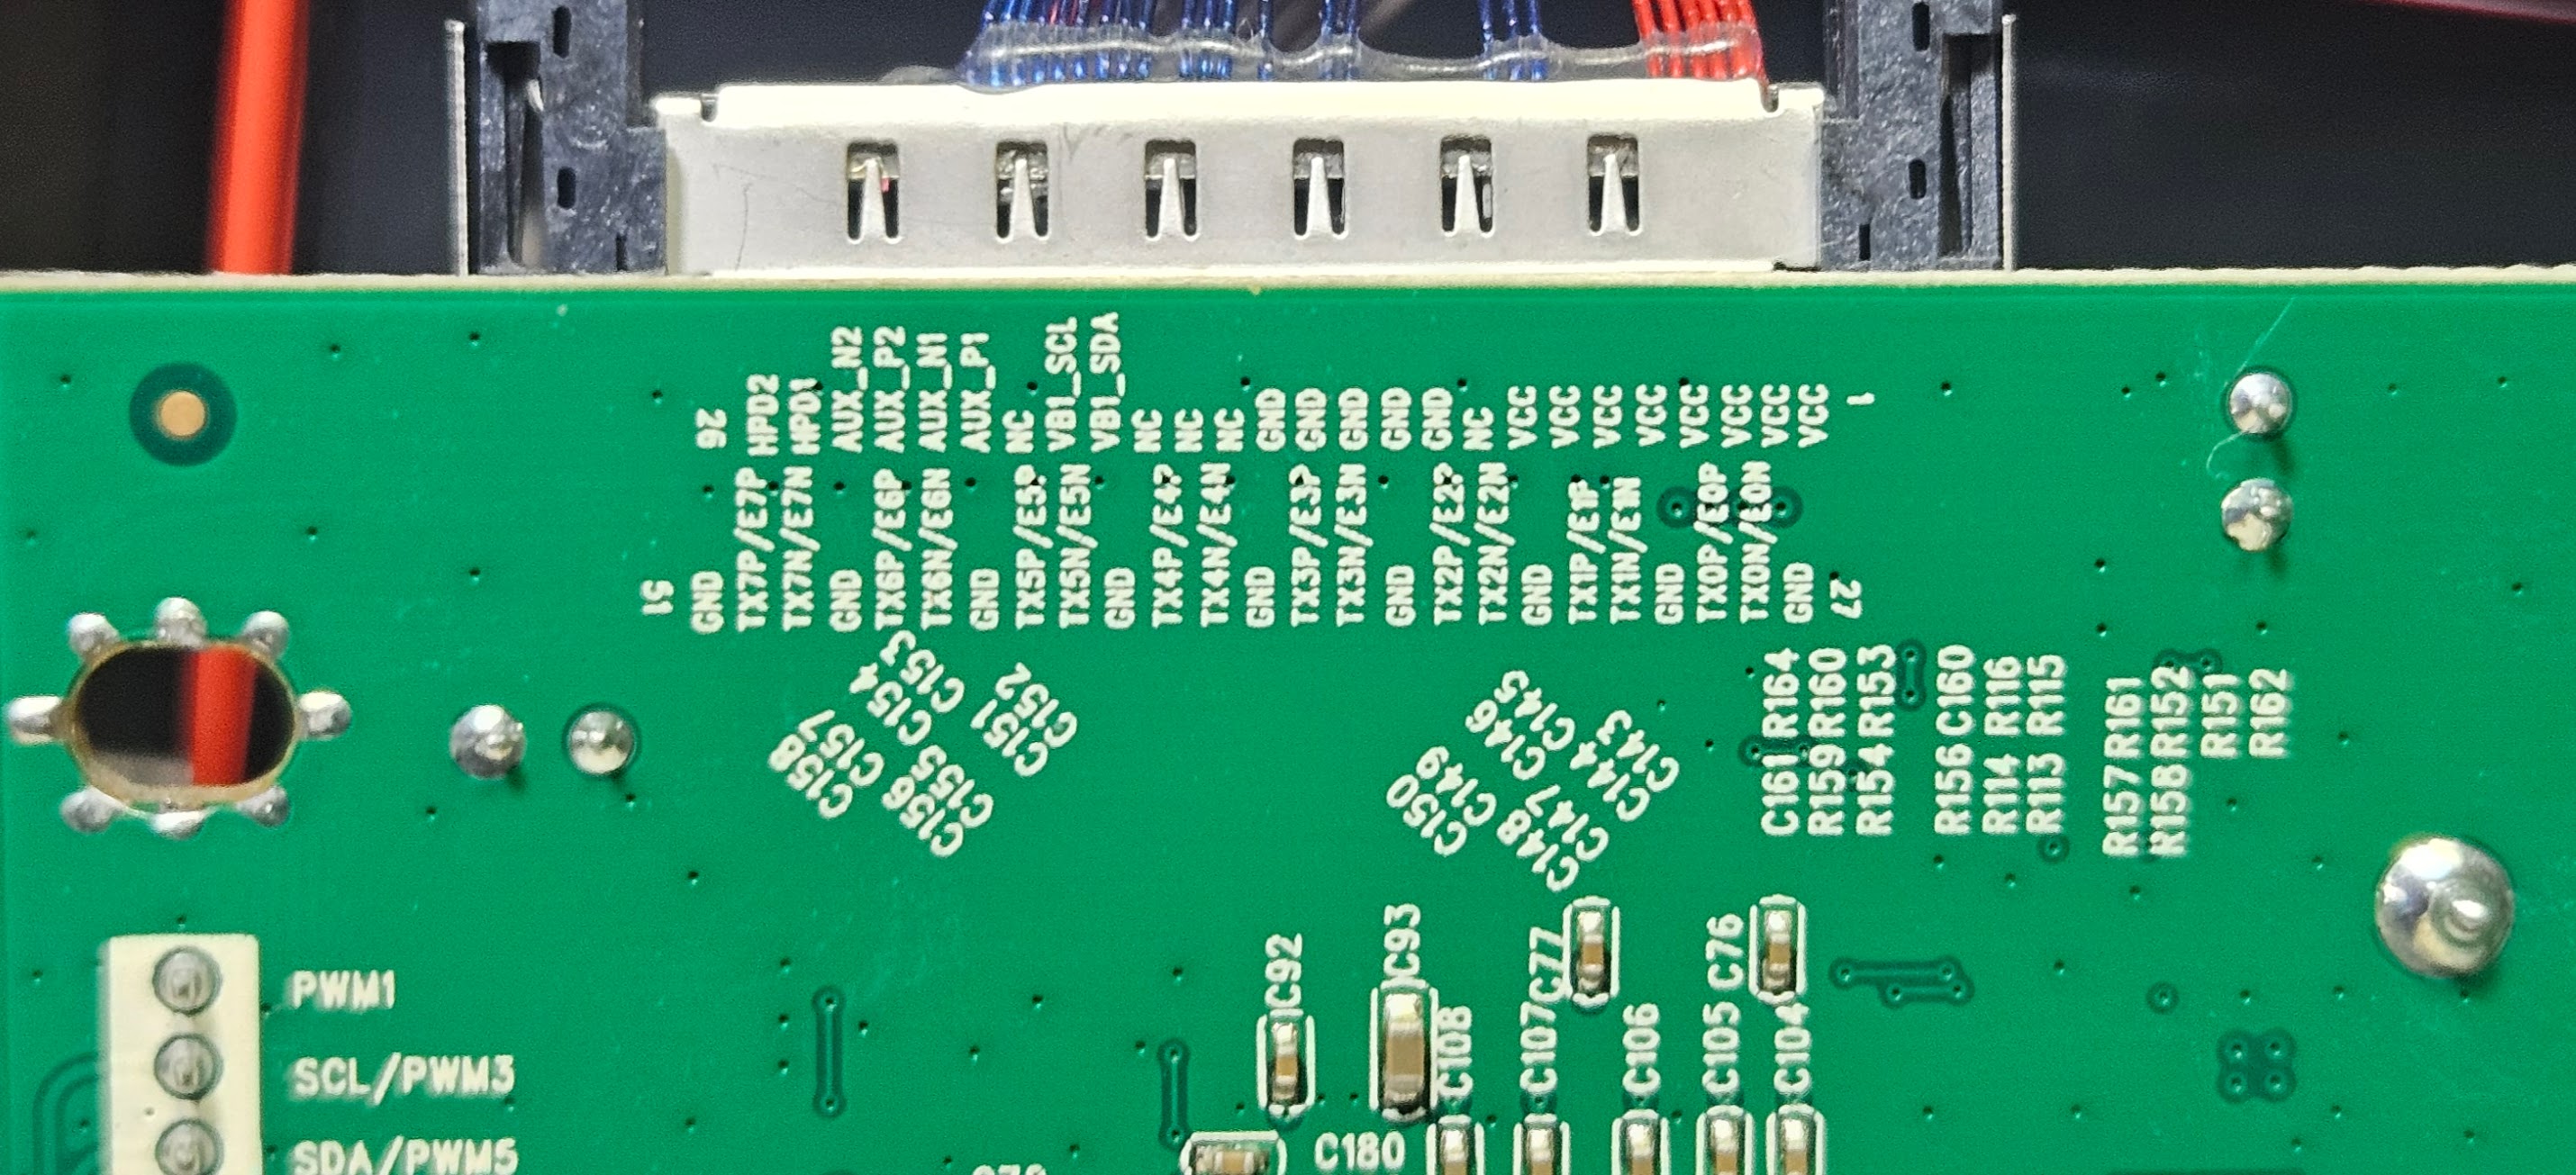 26
HPD2
HPD1
AUX_N2
AUX_P2
AUX_N1
AUX_P1
NC
VB1_SCL
VB1_SDA
NC
NC
NC
GND
GND
GND
GND
GND
NC
VCC
VCC
VCC
VCC
VCC
VCC
VCC
VCC
1
51
GND
TX7P/E7P
TX7N/E7N
GND
TX6P/E6P
TX6N/E6N
GND
TX5P/E5P
TX5N/E5N
GND
TX4P/E4P
TX4N/E4N
GND
TX3P/E3P
TX3N/E3N
GND
TX2P/E2P
TX2N/E2N
GND
TX1P/E1P
TX1N/E1N
GND
TX0P/E0P
TX0N/E0N
GND
27
C158
C157
C156
C154
C155
C153
C151
C152
C150
C149
C148
C146
C147
C145
C144
C143
C161 R164
R159 R160
R154 R153
R156 C160
R114 R116
R113 R115
R157 R161
R158 R152
R151
R162
C92
C93
C77
C76
C108
C107
C106
C105
C104
PWM1
SCL/PWM3
SDA/PWM5
C180